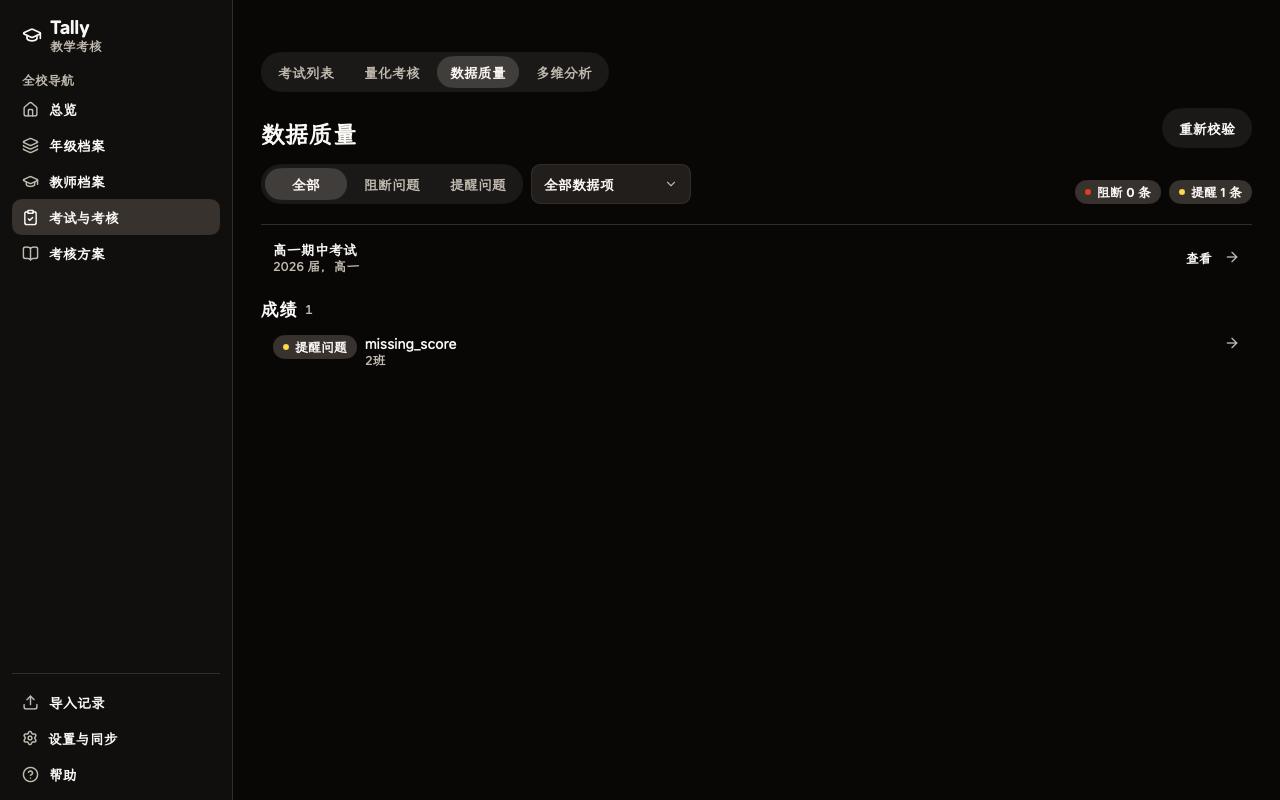 Tally
教学考核
全校导航
总览
年级档案
教师档案
考试与考核
考核方案
导入记录
设置与同步
帮助
考试列表 量化考核 数据质量 多维分析
数据质量
重新校验
全部 阻断问题 提醒问题 全部数据项
阻断 0 条 提醒 1 条
高一期中考试
2026 届，高一
查看
成绩 1
提醒问题 missing_score
2班